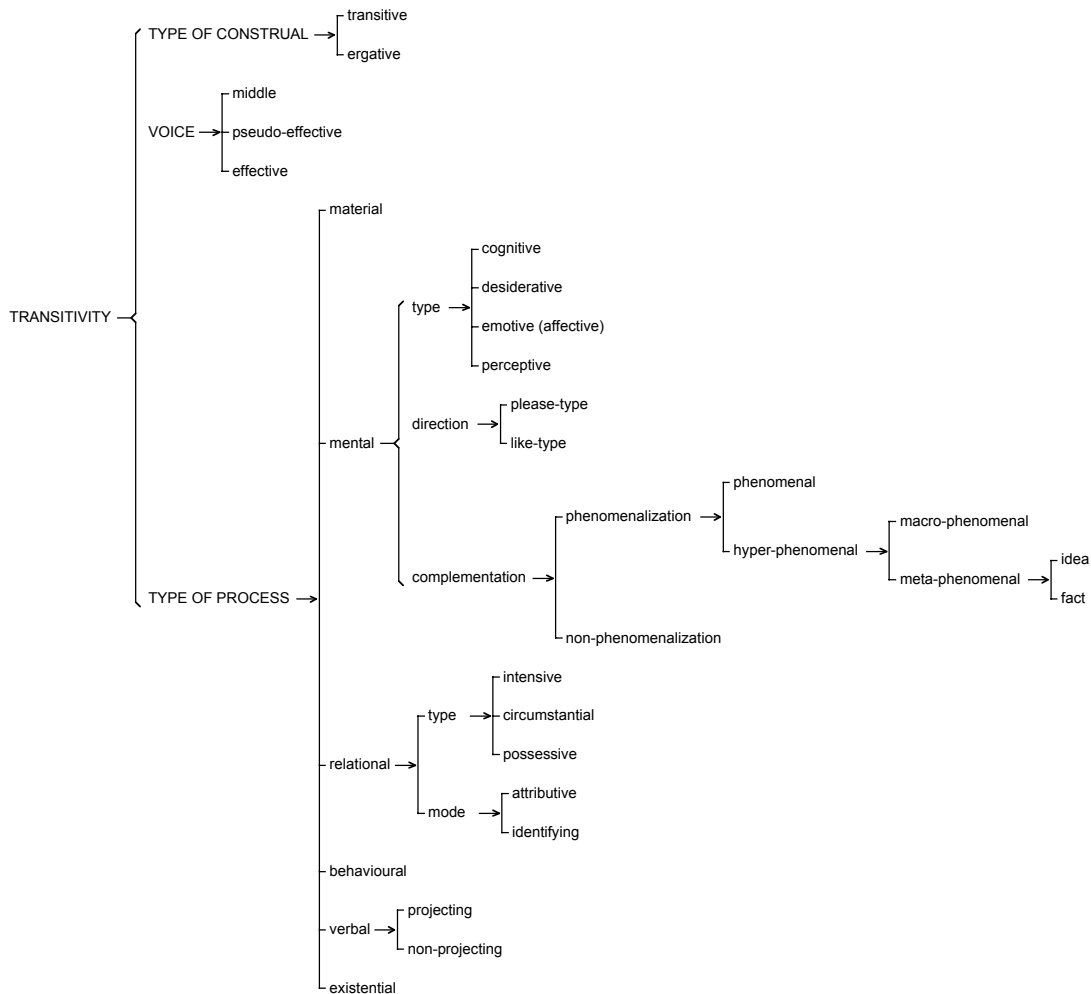 transitive
TYPE OF CONSTRUAL
ergative
middle
VOICE
pseudo-effective
effective
material
cognitive
desiderative
type
TRANSITIVITY
emotive (affective)
perceptive
please-type
direction
mental
like-type
phenomenal
phenomenalization
macro-phenomenal
hyper-phenomenal
idea
complementation
meta-phenomenal
TYPE OF PROCESS
fact
non-phenomenalization
intensive
type
circumstantial
possessive
relational
attributive
mode
identifying
behavioural
projecting
verbal
non-projecting
existential